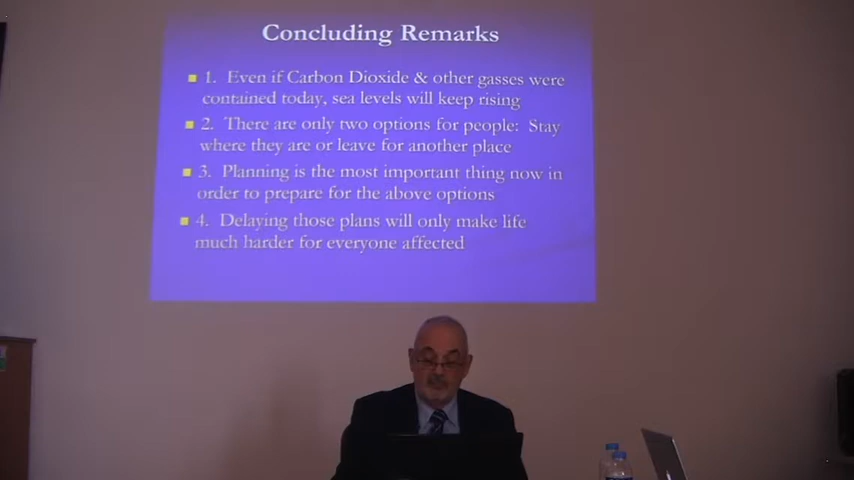 Concluding Remarks
1. Even if Carbon Dioxide & other gasses were
contained today, sea levels will keep rising
2. There are only two options for people: Stay
where they are or leave for another place
3. Planning is the most important thing now in
order to prepare for the above options
4. Delaying those plans will only make life
much harder for everyone affected